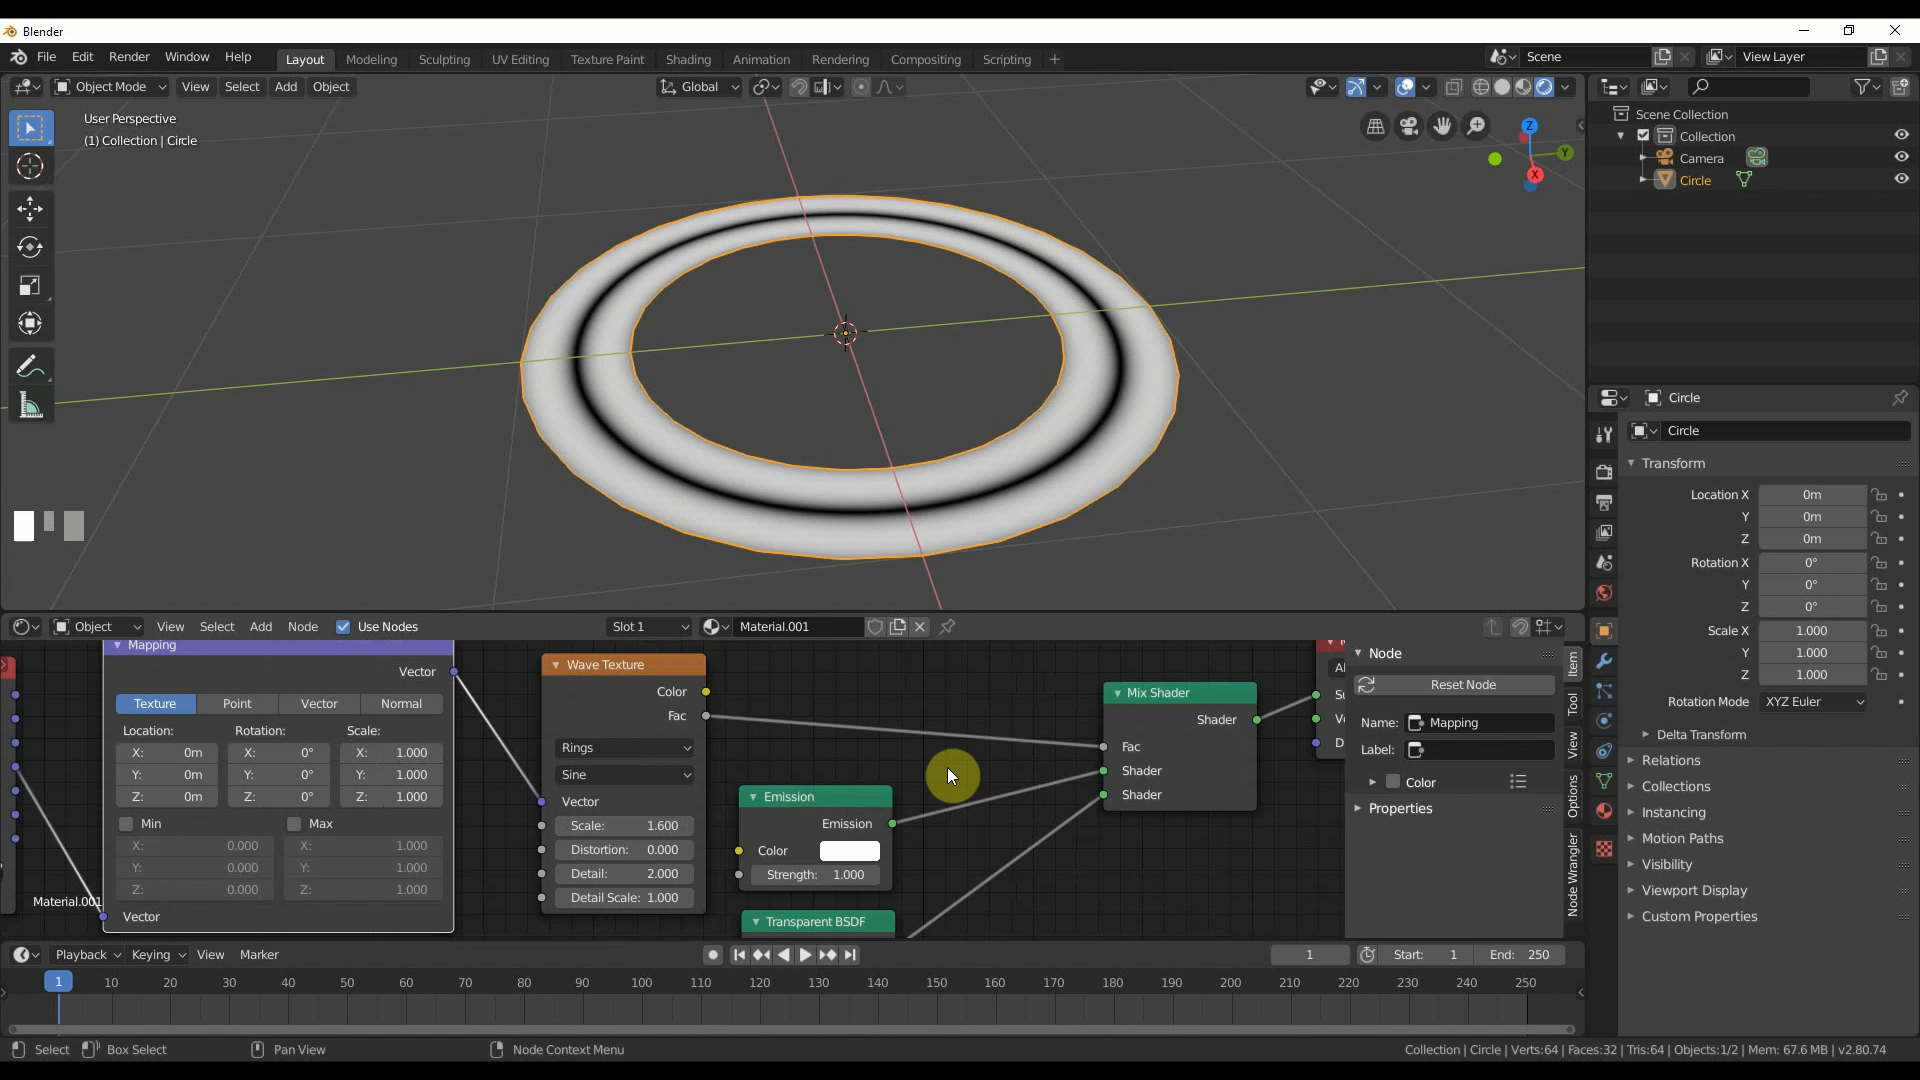 Blender
File Edit Render Window Help Layout Modeling Sculpting UV Editing Texture Paint Shading Animation Rendering Compositing Scripting + Scene View Layer
Object Mode View Select Add Object Global
User Perspective
(1) Collection | Circle
Z
Y
X
Scene Collection
Collection
Camera
Circle
Circle
Circle
Transform
Location X 0m
Y 0m
Z 0m
Rotation X 0°
Y 0°
Z 0°
Scale X 1.000
Y 1.000
Z 1.000
Rotation Mode XYZ Euler
Delta Transform
Relations
Collections
Instancing
Motion Paths
Visibility
Viewport Display
Custom Properties
Object View Select Add Node Use Nodes Slot 1 Material.001
Mapping
Vector
Texture Point Vector Normal
Location: Rotation: Scale:
X: 0m X: 0° X: 1.000
Y: 0m Y: 0° Y: 1.000
Z: 0m Z: 0° Z: 1.000
Min Max
X: 0.000 X: 1.000
Y: 0.000 Y: 1.000
Z: 0.000 Z: 1.000
Vector
Material.001
Wave Texture
Color
Fac
Rings
Sine
Vector
Scale: 1.600
Distortion: 0.000
Detail: 2.000
Detail Scale: 1.000
Emission
Emission
Color
Strength: 1.000
Transparent BSDF
Mix Shader
Shader
Fac
Shader
Shader
Node
Reset Node
Name: Mapping
Label:
Color
Properties
Item
Tool
View
Options
Node Wrangler
Playback Keying View Marker 1 Start: 1 End: 250
1 10 20 30 40 50 60 70 80 90 100 110 120 130 140 150 160 170 180 190 200 210 220 230 240 250
Select Box Select Pan View Node Context Menu Collection | Circle | Verts:64 | Faces:32 | Tris:64 | Objects:1/2 | Mem: 67.6 MB | v2.80.74